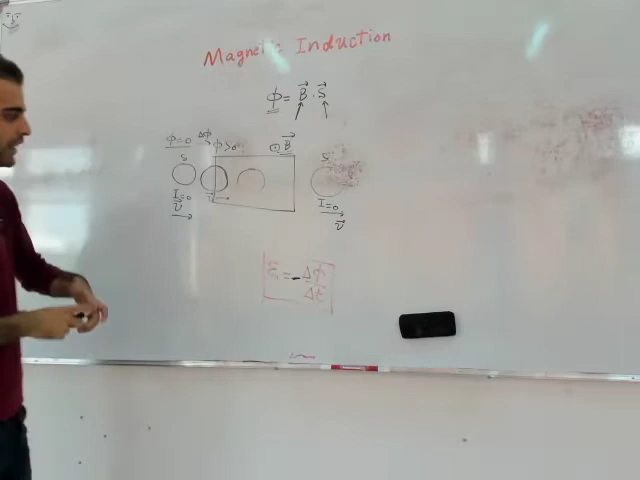 Magnetic Induction
ϕ = B⃗ . S⃗
ϕ=0 Δϕ ϕ>0 ⊙ B⃗
S S
I=0 I=0
v⃗ v⃗
ε = - Δϕ/Δt